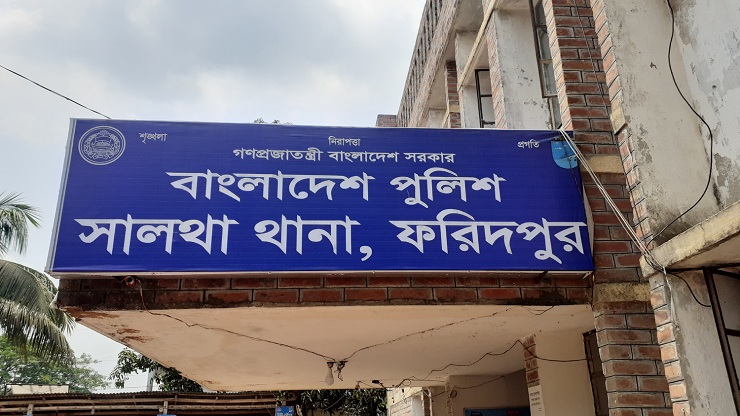 শৃঙ্খলা নিরাপত্তা প্রগতি
গণপ্রজাতন্ত্রী বাংলাদেশ সরকার
বাংলাদেশ পুলিশ
সালথা থানা, ফরিদপুর